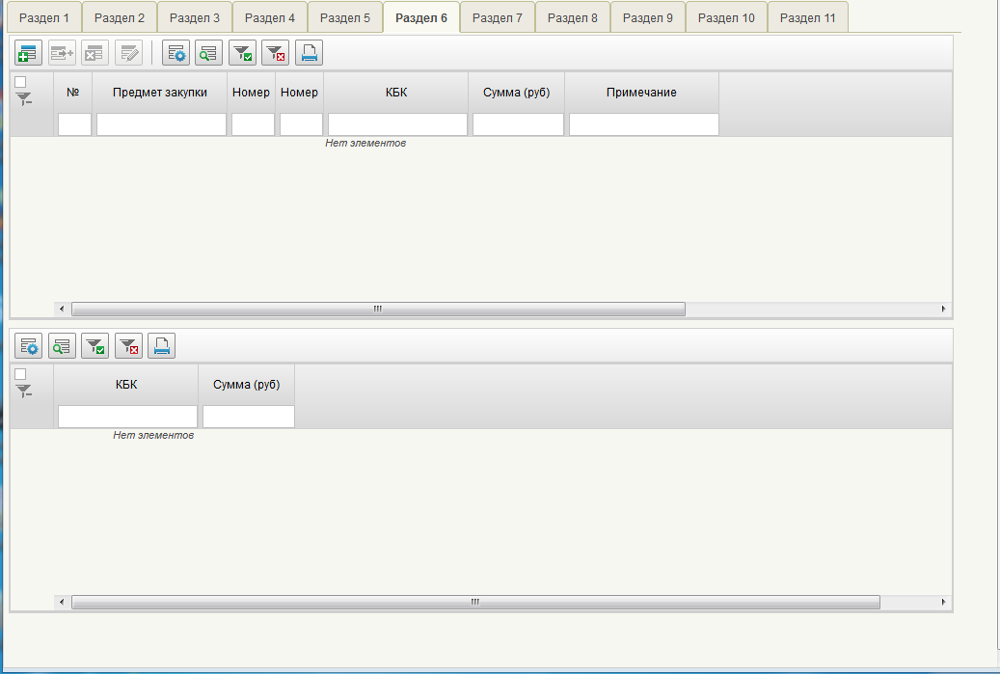 Раздел 1 Раздел 2 Раздел 3 Раздел 4 Раздел 5 Раздел 6 Раздел 7 Раздел 8 Раздел 9 Раздел 10 Раздел 11
№ Предмет закупки Номер Номер КБК Сумма (руб) Примечание
Нет элементов
КБК Сумма (руб)
Нет элементов